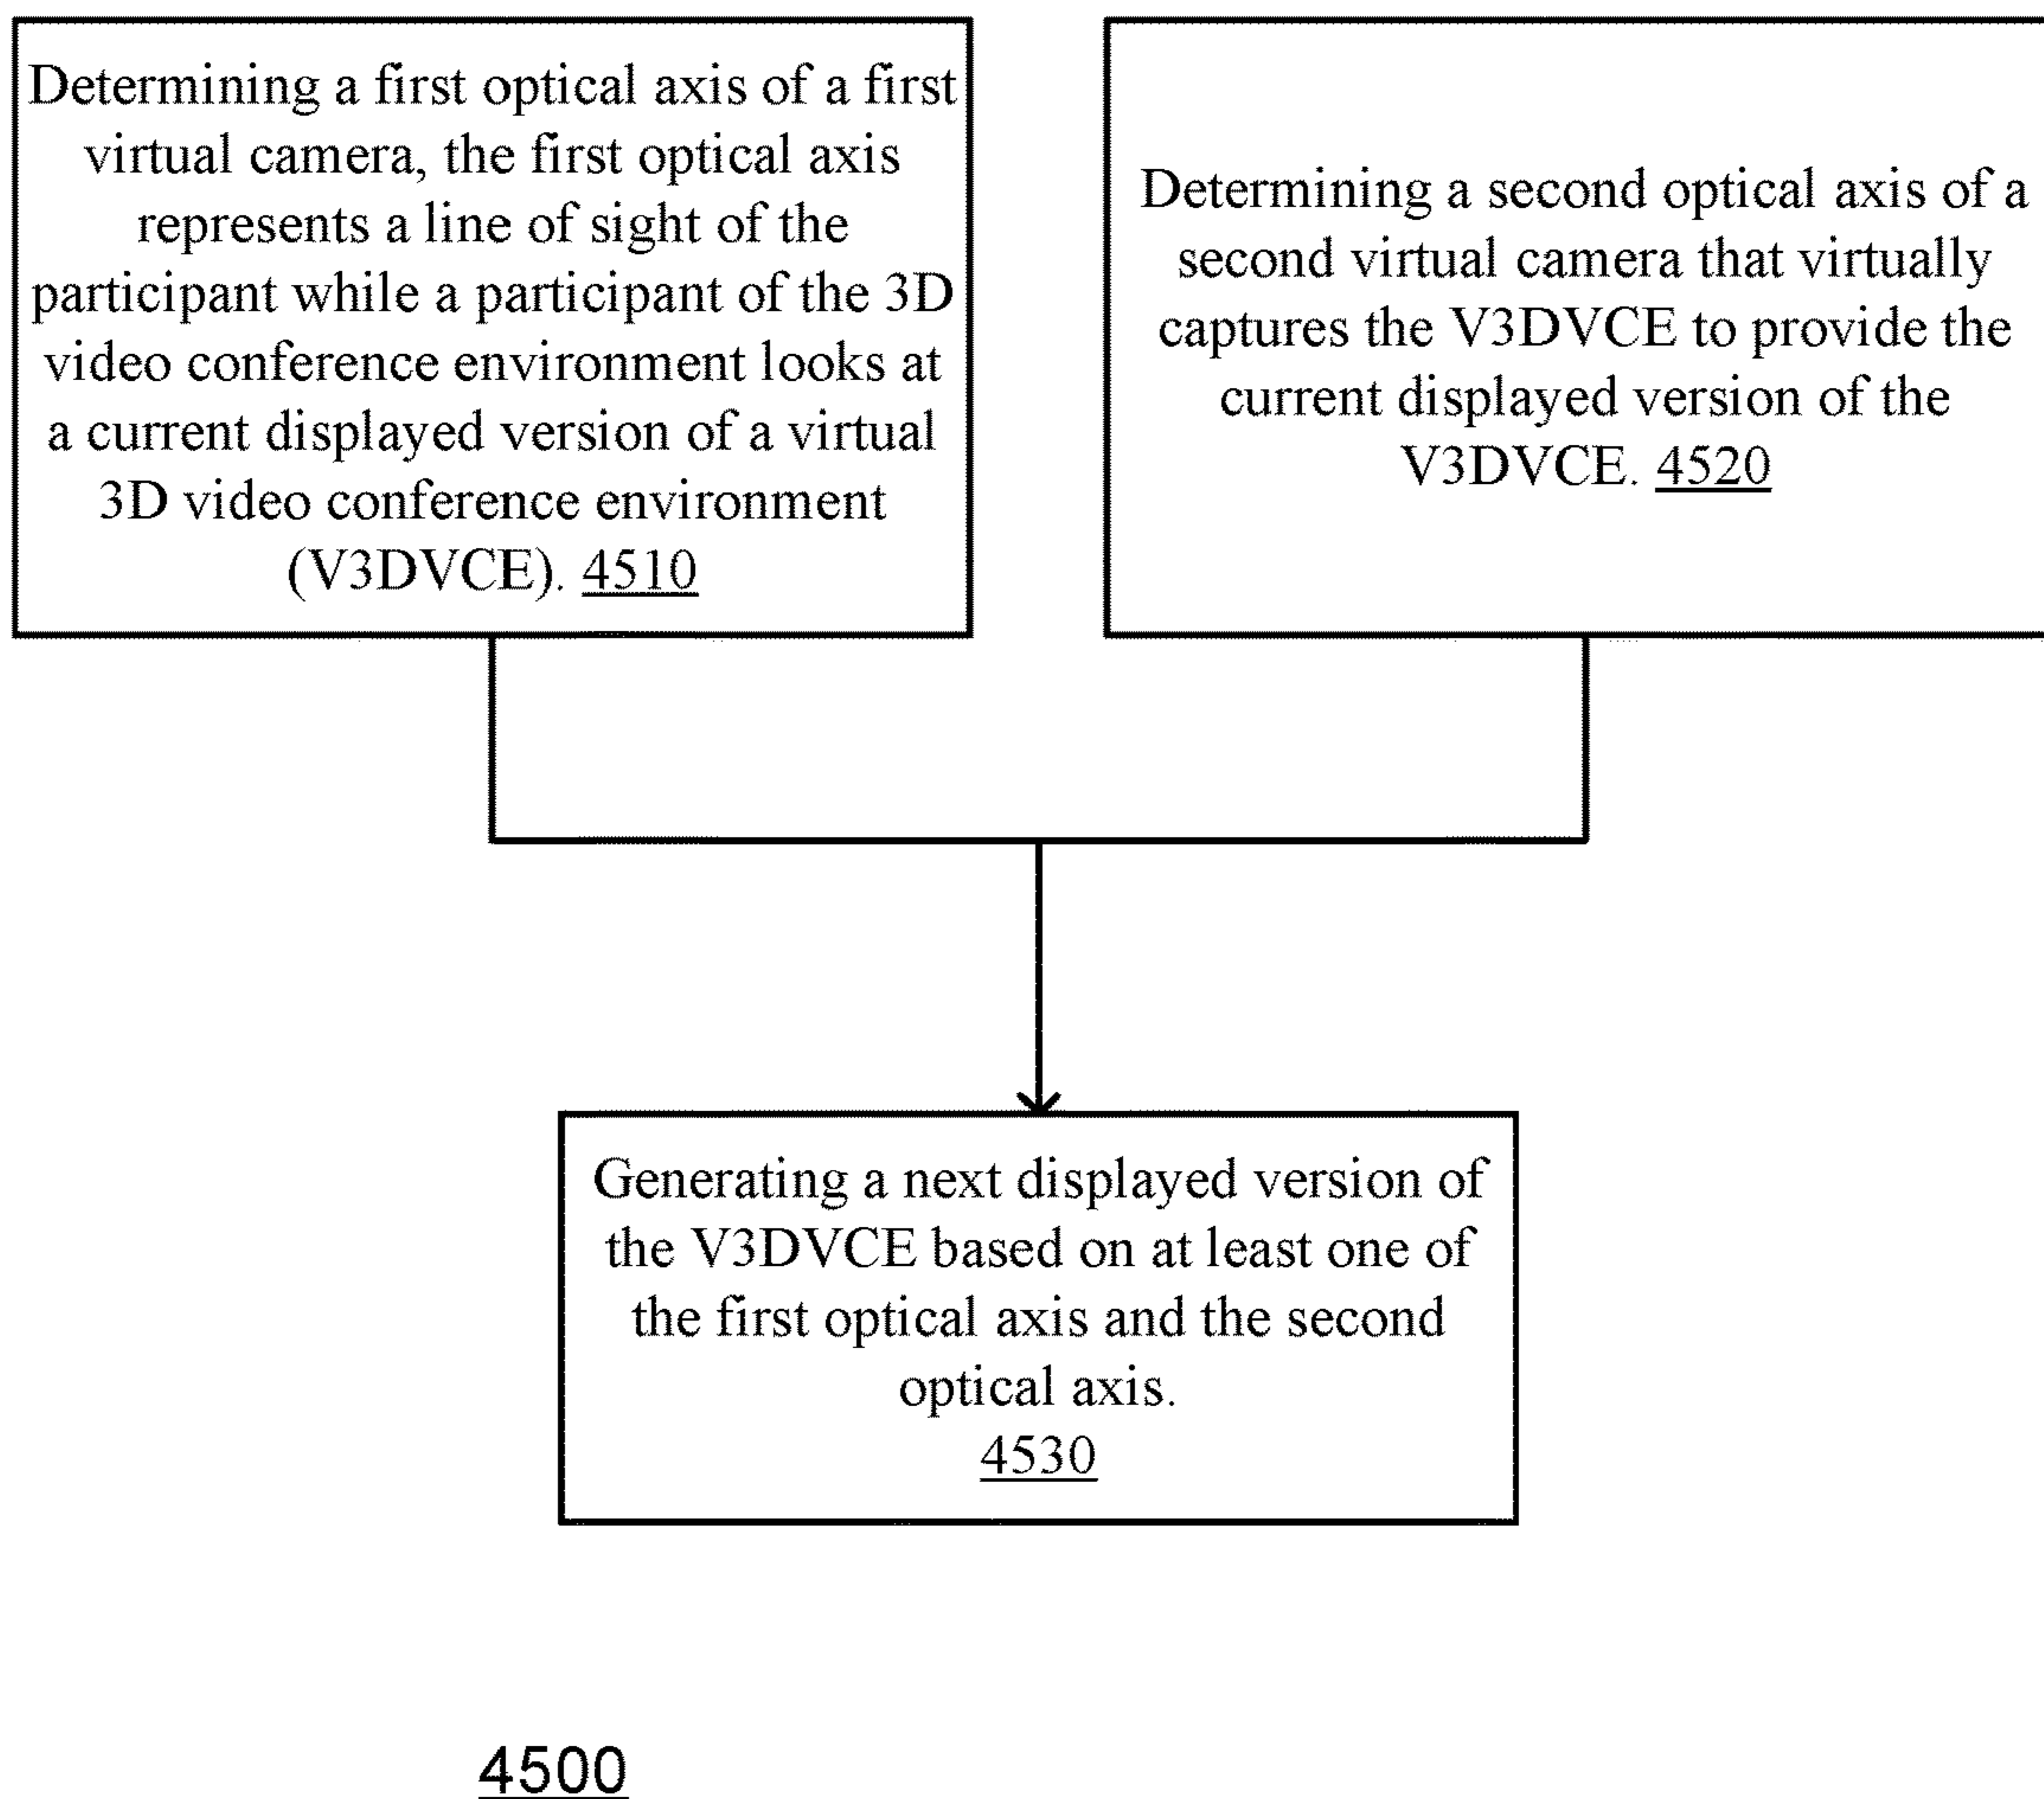 Determining a first optical axis of a first
virtual camera, the first optical axis
represents a line of sight of the
participant while a participant of the 3D
video conference environment looks at
a current displayed version of a virtual
3D video conference environment
(V3DVCE). 4510
Determining a second optical axis of a
second virtual camera that virtually
captures the V3DVCE to provide the
current displayed version of the
V3DVCE. 4520
Generating a next displayed version of
the V3DVCE based on at least one of
the first optical axis and the second
optical axis.
4530
4500